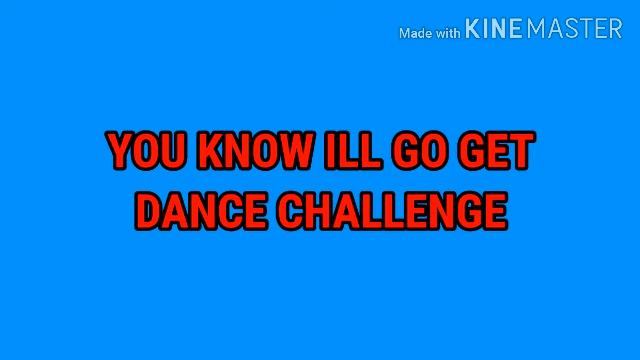 Made with KINEMASTER
YOU KNOW ILL GO GET
DANCE CHALLENGE